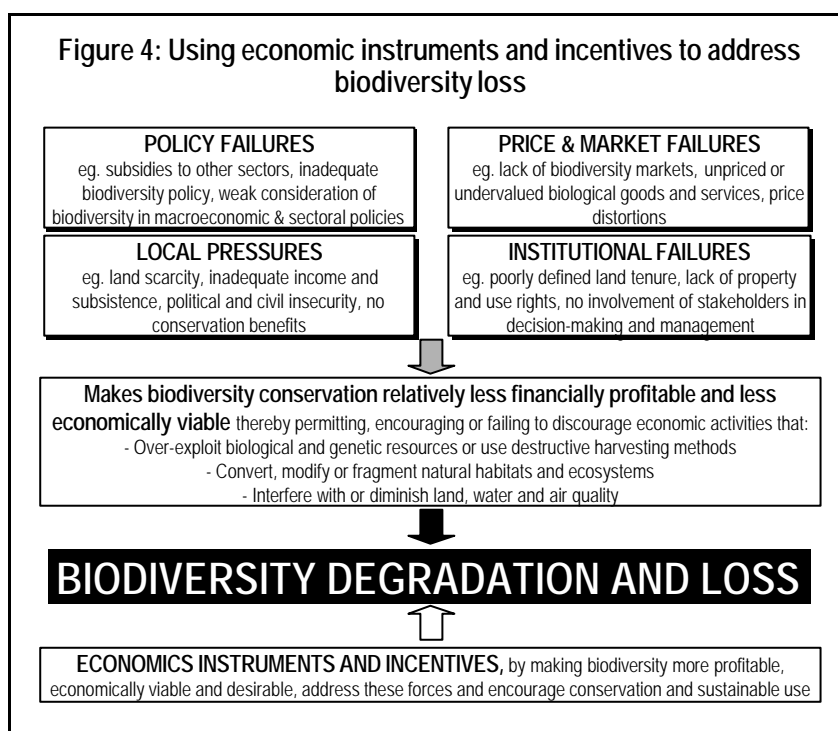 Figure 4: Using economic instruments and incentives to address
biodiversity loss
POLICY FAILURES
eg. subsidies to other sectors, inadequate
biodiversity policy, weak consideration of
biodiversity in macroeconomic & sectoral policies
PRICE & MARKET FAILURES
eg. lack of biodiversity markets, unpriced or
undervalued biological goods and services, price
distortions
LOCAL PRESSURES
eg. land scarcity, inadequate income and
subsistence, political and civil insecurity, no
conservation benefits
INSTITUTIONAL FAILURES
eg. poorly defined land tenure, lack of property
and use rights, no involvement of stakeholders in
decision-making and management
Makes biodiversity conservation relatively less financially profitable and less
economically viable thereby permitting, encouraging or failing to discourage economic activities that:
- Over-exploit biological and genetic resources or use destructive harvesting methods
- Convert, modify or fragment natural habitats and ecosystems
- Interfere with or diminish land, water and air quality
BIODIVERSITY DEGRADATION AND LOSS
ECONOMICS INSTRUMENTS AND INCENTIVES, by making biodiversity more profitable,
economically viable and desirable, address these forces and encourage conservation and sustainable use